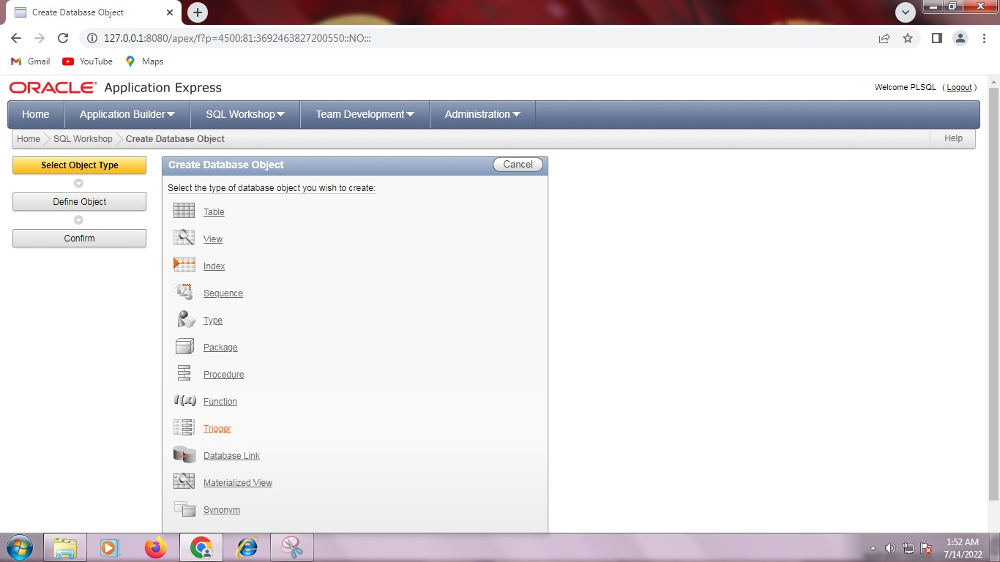 Create Database Object
127.0.0.1:8080/apex/f?p=4500:81:3692463827200550::NO:::
Gmail YouTube Maps
ORACLE Application Express
Welcome PLSQL ( Logout )
Home Application Builder SQL Workshop Team Development Administration
Home SQL Workshop Create Database Object Help
Select Object Type
Define Object
Confirm
Create Database Object Cancel
Select the type of database object you wish to create:
Table
View
Index
Sequence
Type
Package
Procedure
f(x) Function
Trigger
Database Link
Materialized View
Synonym
1:52 AM
7/14/2022